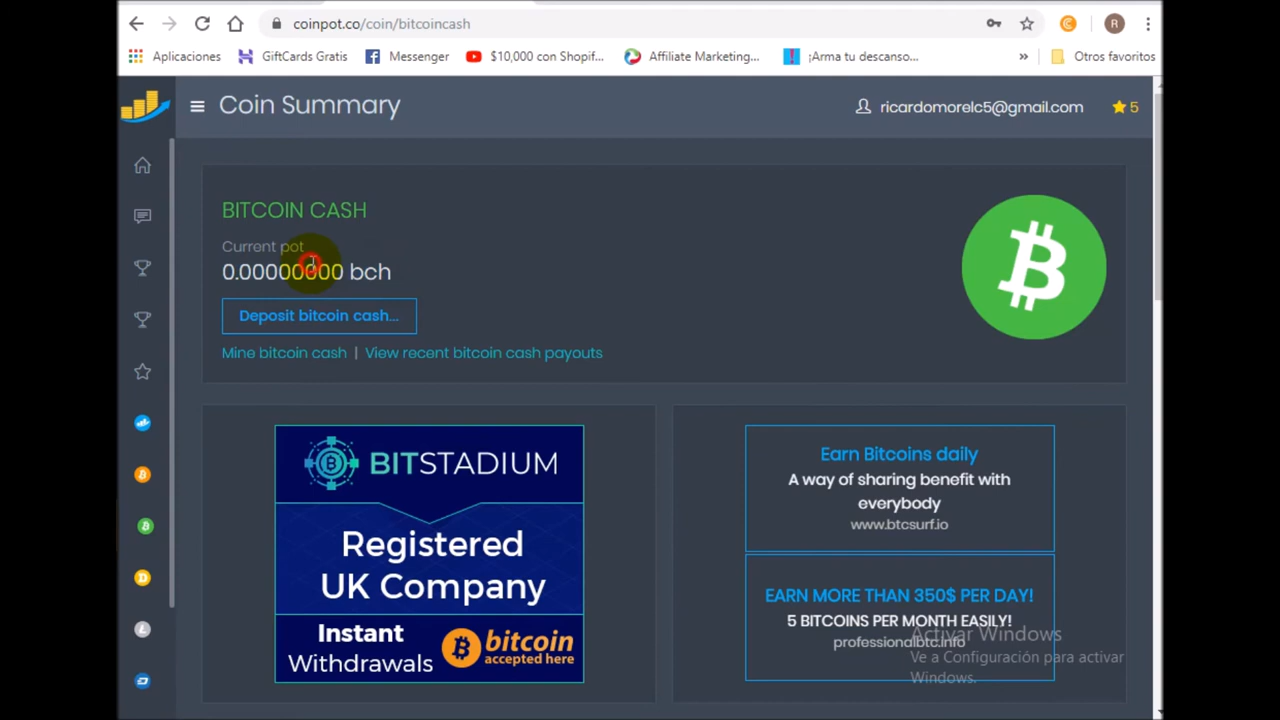 coinpot.co/coin/bitcoincash
R
Aplicaciones
GiftCards Gratis
Messenger
$10,000 con Shopif...
Affiliate Marketing...
¡Arma tu descanso...
»
Otros favoritos
Coin Summary
ricardomorelc5@gmail.com
5
BITCOIN CASH
Current pot
0.00000000 bch
Deposit bitcoin cash...
Mine bitcoin cash | View recent bitcoin cash payouts
BITSTADIUM
Registered
UK Company
Instant
Withdrawals
bitcoin
accepted here
Earn Bitcoins daily
A way of sharing benefit with
everybody
www.btcsurf.io
EARN MORE THAN 350$ PER DAY!
5 BITCOINS PER MONTH EASILY!
professionalbtc.info
Activar Windows
Ve a Configuración para activar
Windows.